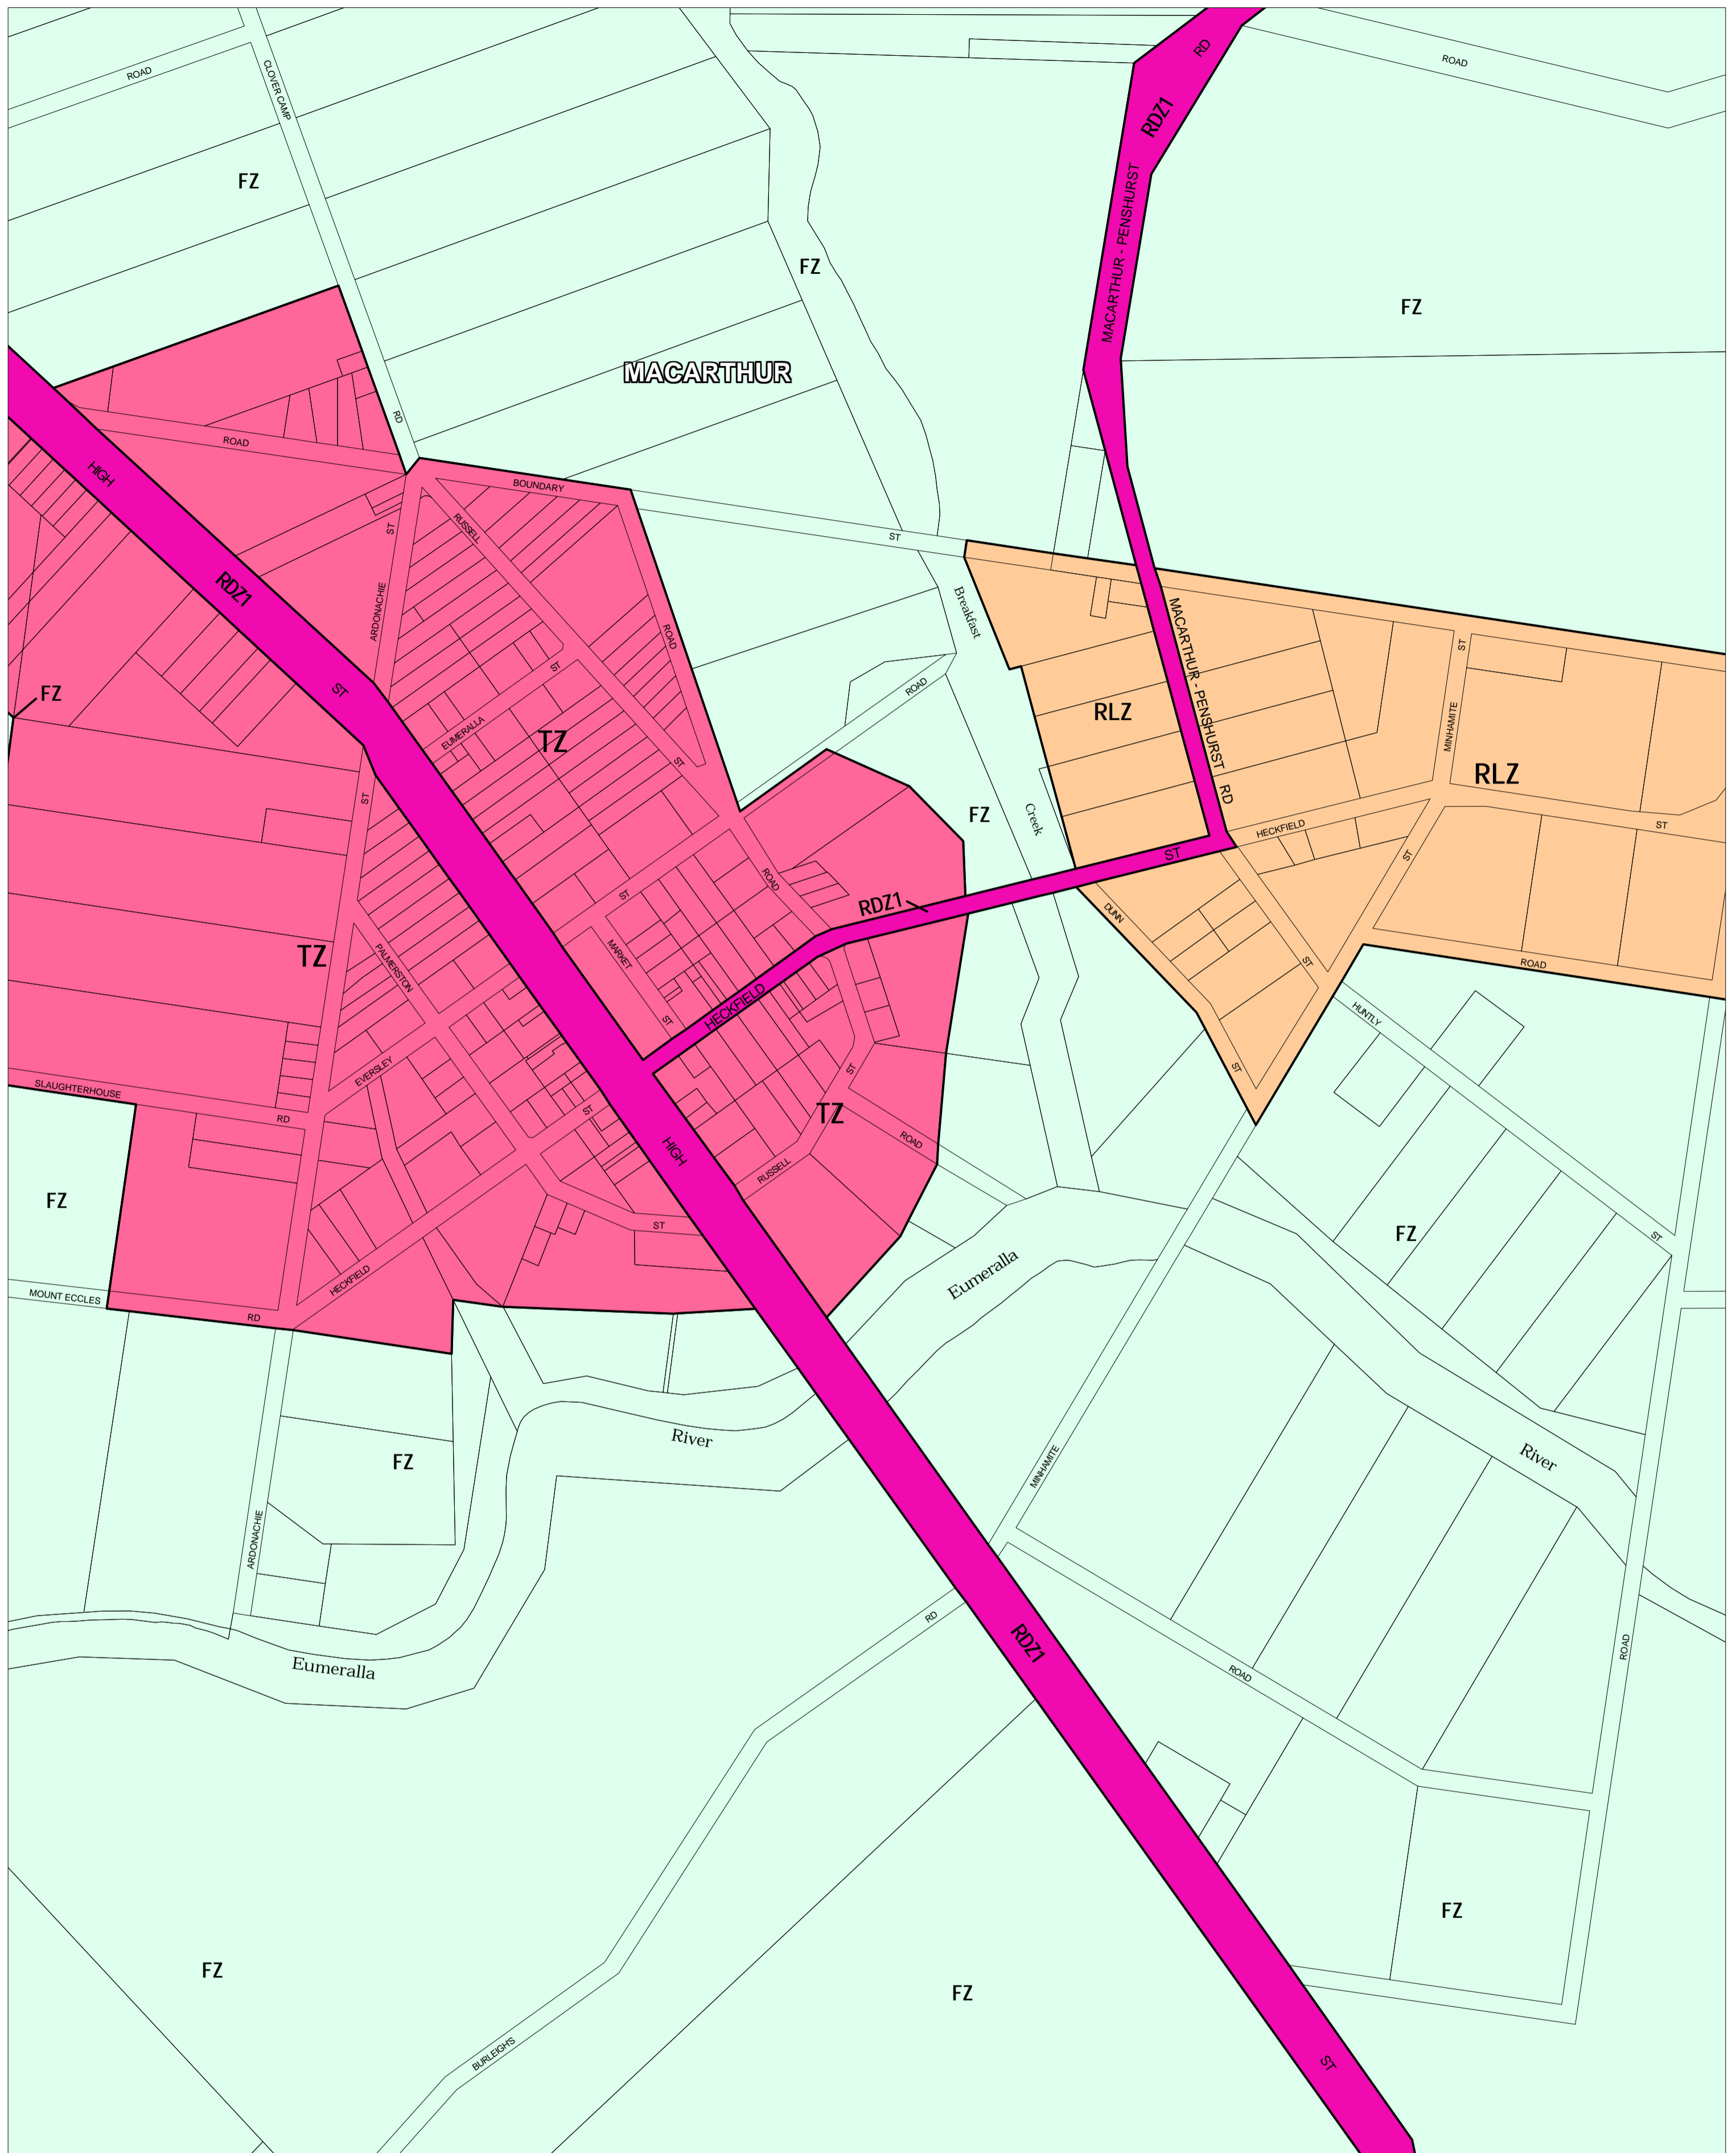 RD
ROAD
ROAD
CLOVER CAMP
RDZ1
FZ
MACARTHUR - PENSHURST
FZ
FZ
MACARTHUR
RD
ROAD
HIGH
BOUNDARY
RUSSELL
ST
ST
RDZ1
ARDONACHIE
Breakfast
MACARTHUR - PENSHURST
RD
ROAD
ST
ST
FZ
ST
ROAD
RLZ
MINHAMITE
EUMERALLA
TZ
ST
RLZ
ST
FZ
Creek
ST
HECKFIELD
ST
ST
ROAD
ST
RDZ1
DUNN
TZ
PALMERSTON
MARKET
ST
ROAD
HECKFIELD
ST
HUNTLY
EVERSLEY
ST
ST
SLAUGHTERHOUSE
RD
ST
TZ
ROAD
HIGH
RUSSELL
FZ
ST
FZ
ST
Eumeralla
HECKFIELD
MOUNT ECCLES
RD
River
FZ
River
MINHAMITE
ARDONACHIE
RD
RDZ1
ROAD
ROAD
Eumeralla
FZ
FZ
FZ
BURLEIGH'S
ST